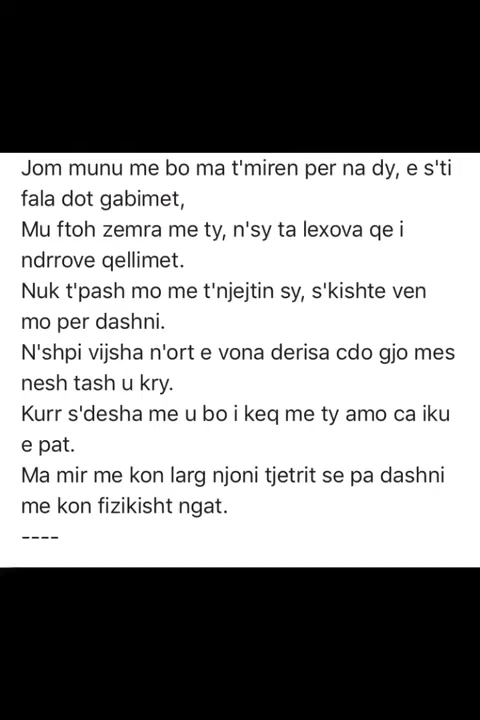 Jom munu me bo ma t'miren per na dy, e s'ti
fala dot gabimet,
Mu ftoh zemra me ty, n'sy ta lexova qe i
ndrrove qellimet.
Nuk t'pash mo me t'njejtin sy, s'kishte ven
mo per dashni.
N'shpi vijsha n'ort e vona derisa cdo gjo mes
nesh tash u kry.
Kurr s'desha me u bo i keq me ty amo ca iku
e pat.
Ma mir me kon larg njoni tjetrit se pa dashni
me kon fizikisht ngat.
----